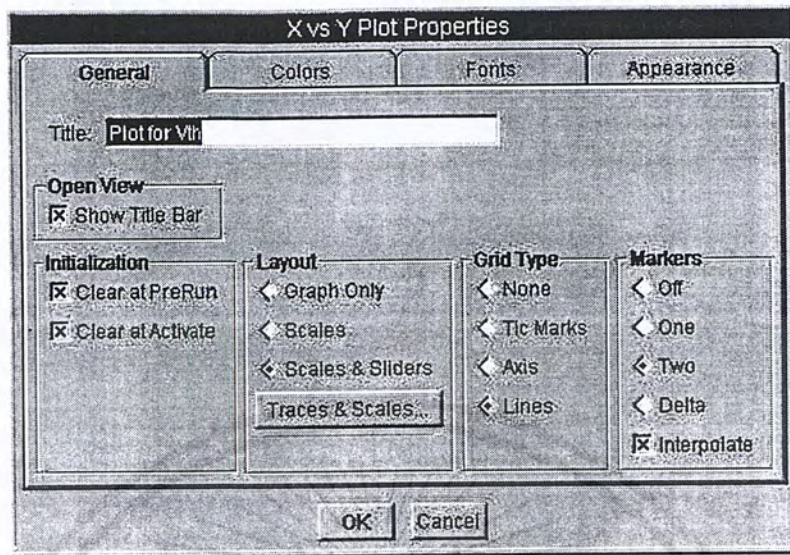 X vs Y Plot Properties
General Colors Fonts Appearance
Title: Plot for Vth
Open View
Show Title Bar
Initialization
Clear at PreRun
Clear at Activate
Layout
Graph Only
Scales
Scales & Sliders
Traces & Scales...
Grid Type
None
Tic Marks
Axis
Lines
Markers
Off
One
Two
Delta
Interpolate
OK Cancel